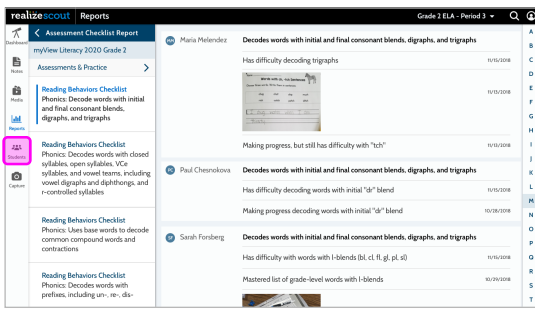 realizescout Reports Grade 2 ELA – Period 3
Dashboard
Notes
Media
Reports
Students
Capture
Assessment Checklist Report
myView Literacy 2020 Grade 2
Assessments & Practice
Reading Behaviors Checklist
Phonics: Decode words with initial
and final consonant blends,
digraphs, and trigraphs
Reading Behaviors Checklist
Phonics: Decodes words with closed
syllables, open syllables, VCe
syllables, and vowel teams, including
vowel digraphs and diphthongs, and
r-controlled syllables
Reading Behaviors Checklist
Phonics: Uses base words to decode
common compound words and
contractions
Reading Behaviors Checklist
Phonics: Decodes words with
prefixes, including un-, re-, dis-
MM Maria Melendez Decodes words with initial and final consonant blends, digraphs, and trigraphs
Has difficulty decoding trigraphs 11/15/2018
Words with ch, -tch Sentences
11/13/2018
Making progress, but still has difficulty with "tch" 11/13/2018
PC Paul Chesnokova Decodes words with initial and final consonant blends, digraphs, and trigraphs
Has difficulty decoding words with initial "dr" blend 11/15/2018
Making progress decoding words with initial "dr" blend 10/28/2018
SF Sarah Forsberg Decodes words with initial and final consonant blends, digraphs, and trigraphs
Has difficulty with words with l-blends (bl, cl, fl, gl, pl, sl) 11/15/2018
Mastered list of grade-level words with l-blends 10/29/2018
A
B
C
D
E
F
G
H
I
J
K
L
M
N
O
P
Q
R
S
T